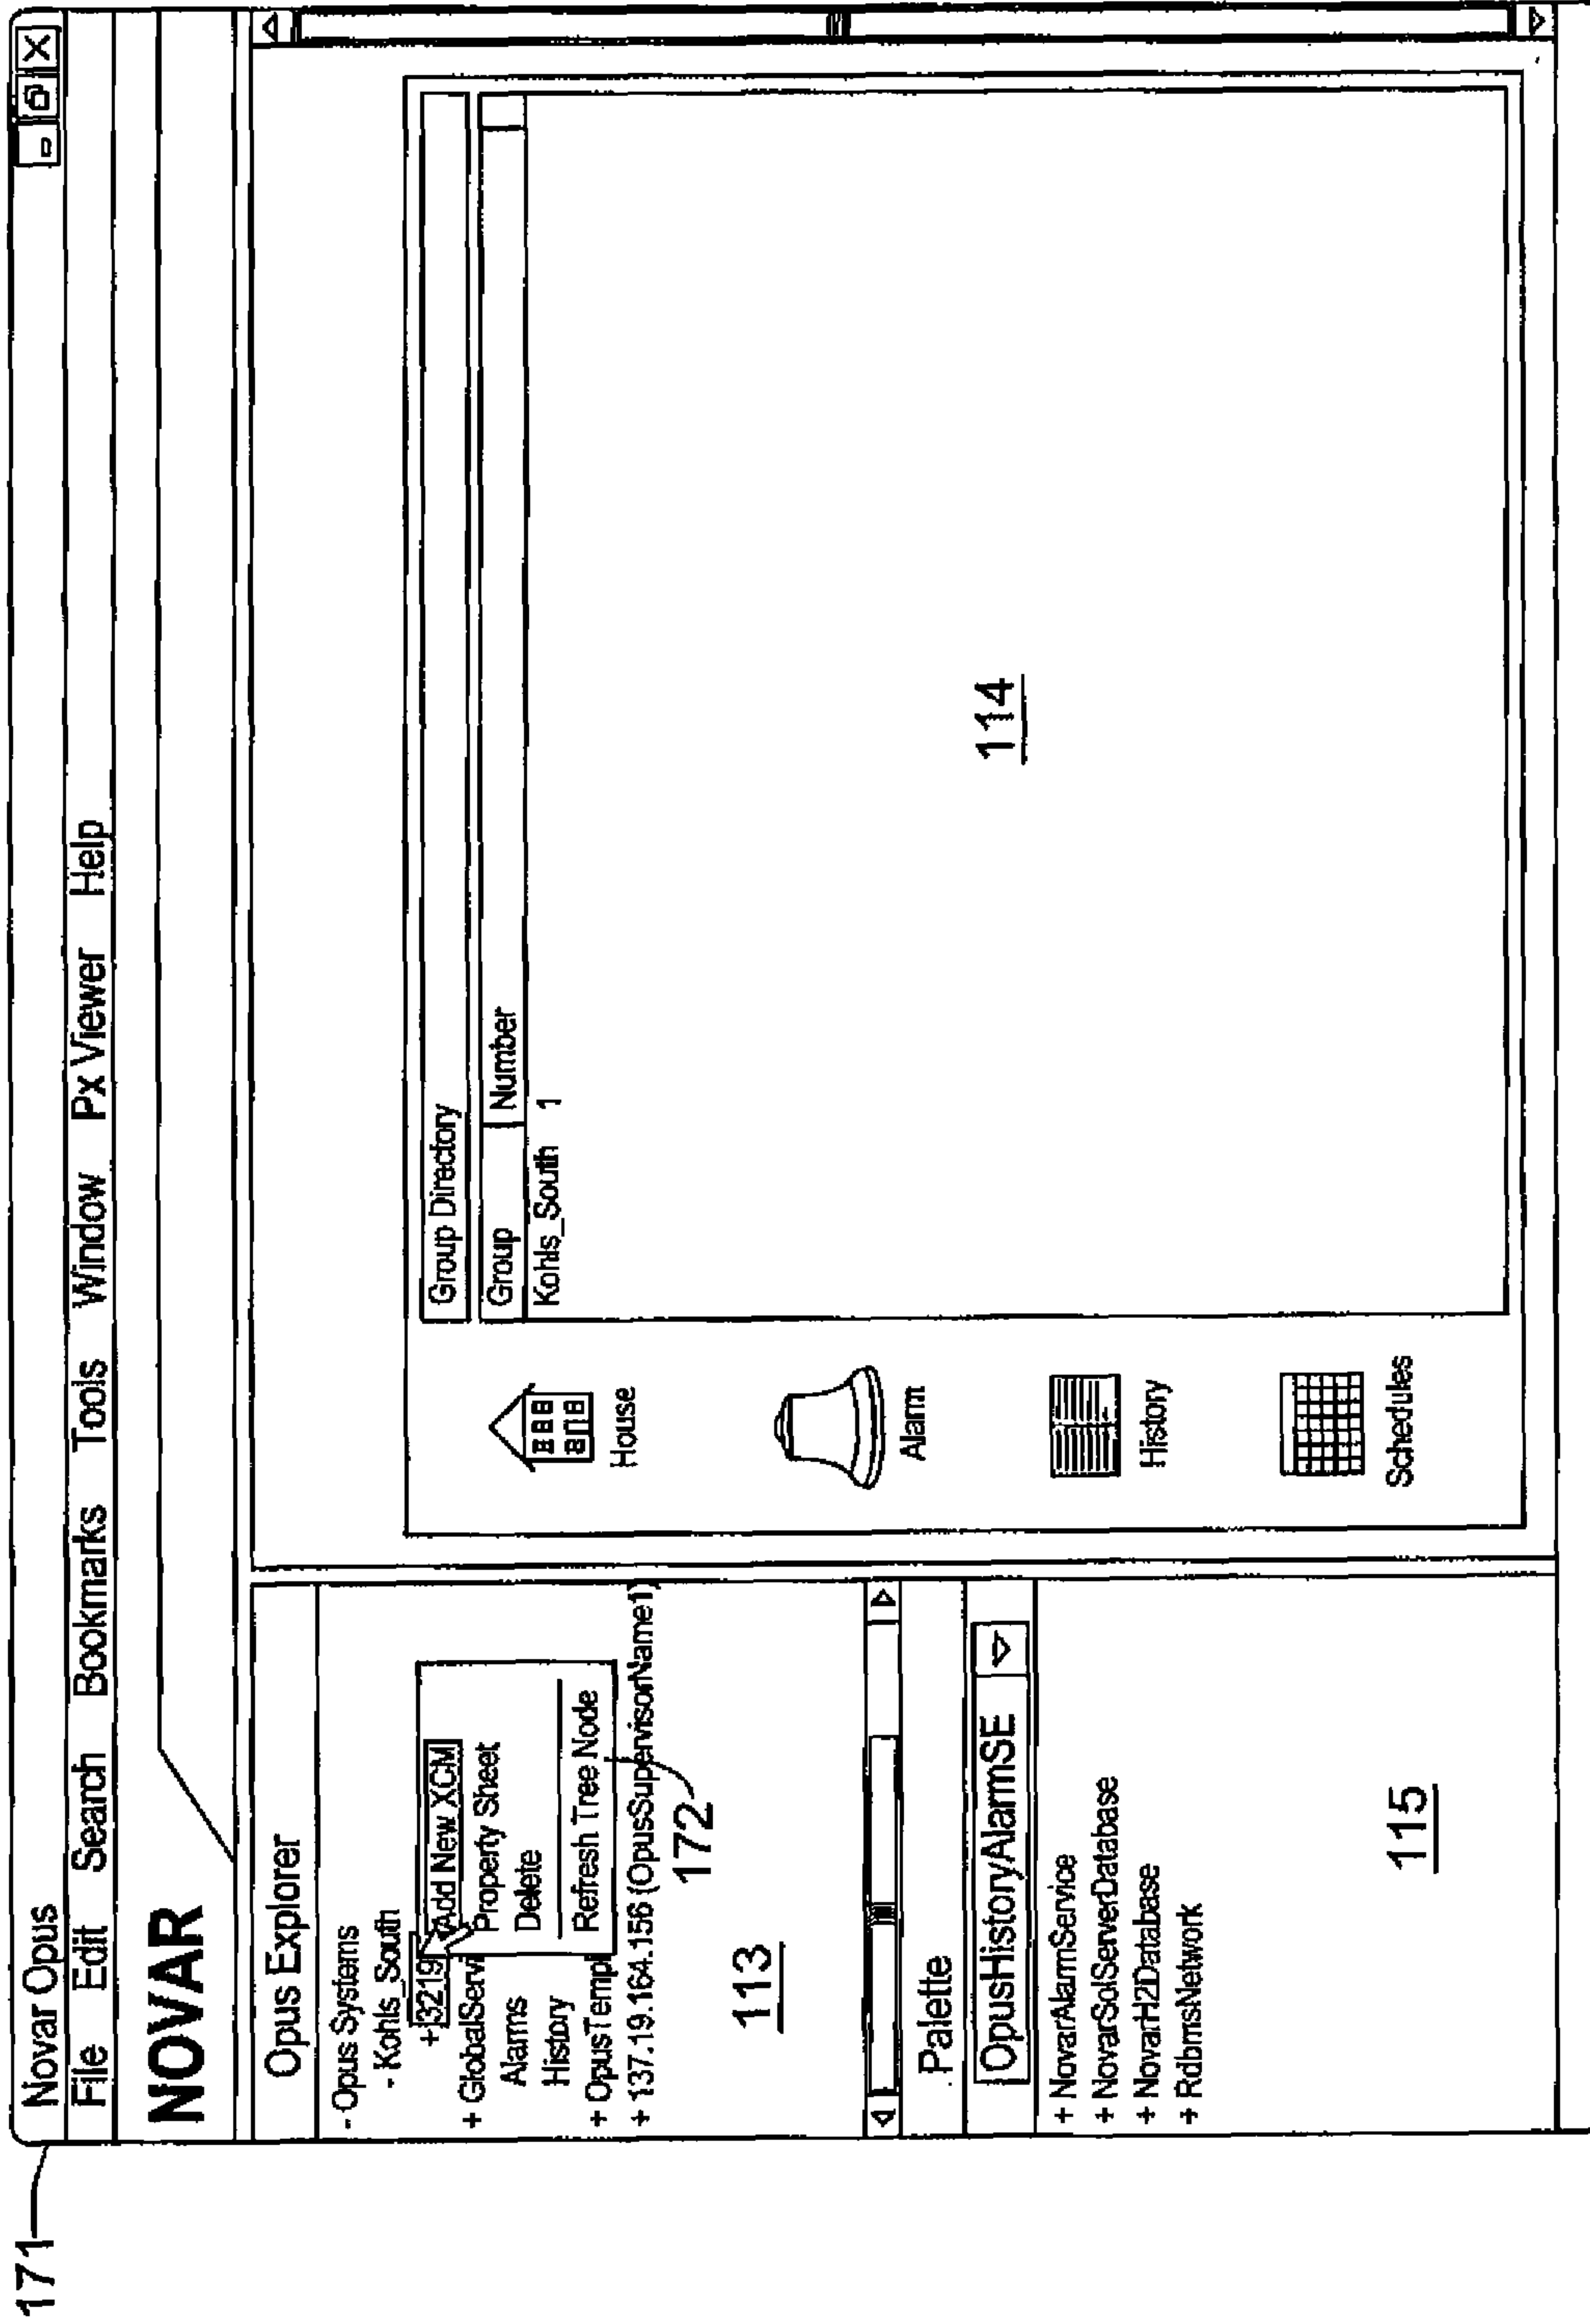 171
Novar Opus
File Edit Search Bookmarks Tools Window Px Viewer Help
NOVAR
Opus Explorer
- Opus Systems
- Kohls_South
+ 3219
+ GlobalServi
Alarms
History
+ OpusTempl
+ 137.19.164.156 (OpusSupervisorName1)
Add New XCM
Property Sheet
Delete
Refresh Tree Node
172
113
Palette
OpusHistoryAlarmSE
+ NovarAlarmService
+ NovarSqlServerDatabase
+ NovarH2Database
+ RdbmsNetwork
115
House
Alarm
History
Schedules
Group Directory
Group Number
Kohls_South 1
114